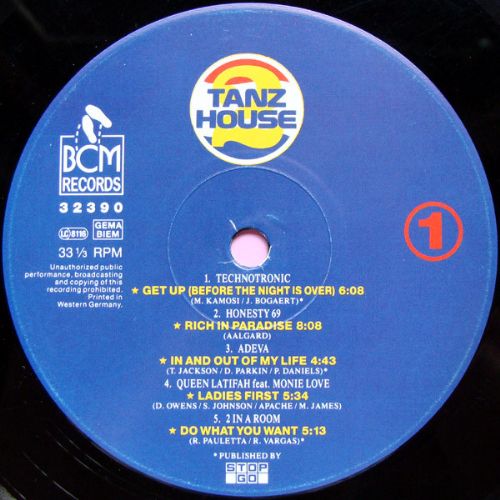 2
TANZ
HOUSE
BCM
RECORDS
32390
LC 8116
GEMA
BIEM
33 ⅓ RPM
Unauthorized public
performance, broadcasting
and copying of this
recording prohibited.
Printed in
Western Germany.
1
1. TECHNOTRONIC
★ GET UP (BEFORE THE NIGHT IS OVER) 6:08
(M. KAMOSI / J. BOGAERT)*
2. HONESTY 69
★ RICH IN PARADISE 8:08
(AALGARD)
3. ADEVA
★ IN AND OUT OF MY LIFE 4:43
(T. JACKSON / D. PARKIN / P. DANIELS)*
4. QUEEN LATIFAH feat. MONIE LOVE
★ LADIES FIRST 5:34
(D. OWENS / S. JOHNSON / APACHE / M. JAMES)
5. 2 IN A ROOM
★ DO WHAT YOU WANT 5:13
(R. PAULETTA / R. VARGAS)*
*PUBLISHED BY
STOP
GO